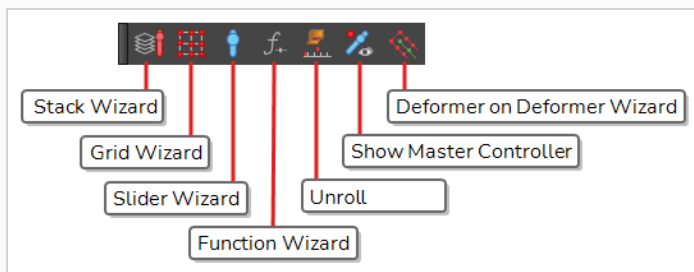 Stack Wizard
Deformer on Deformer Wizard
Grid Wizard
Show Master Controller
Slider Wizard
Unroll
Function Wizard